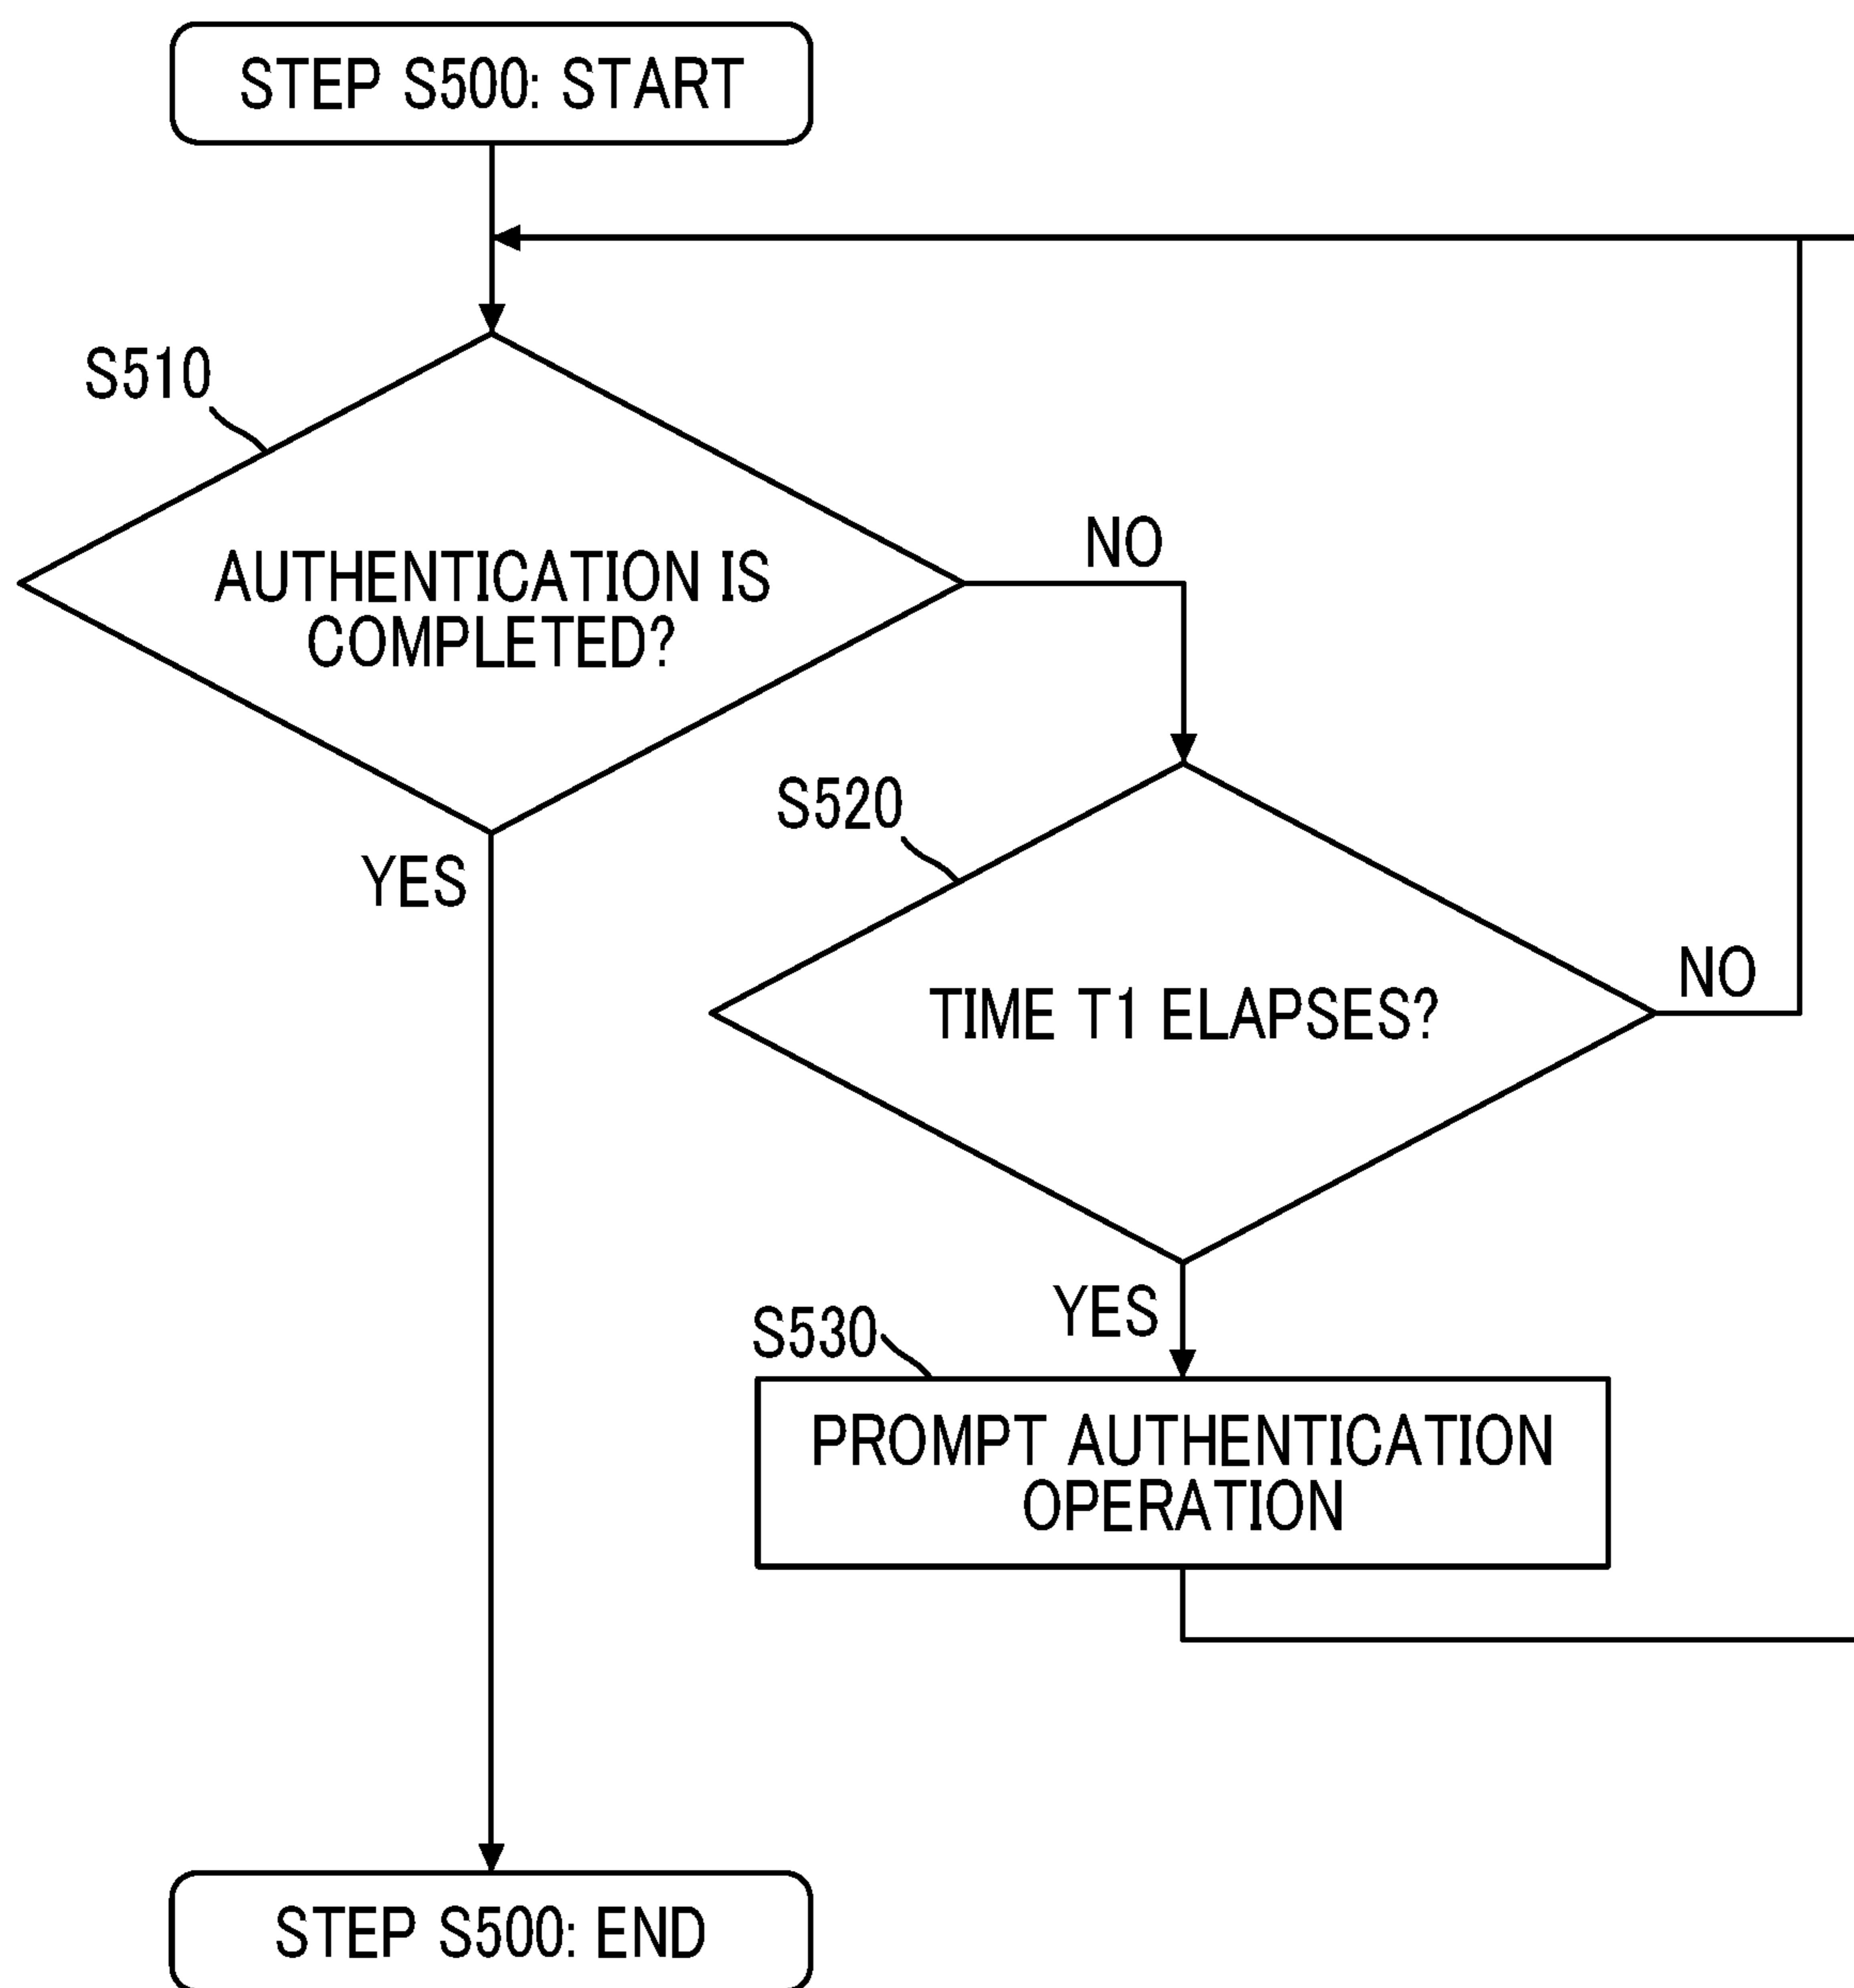 STEP S500: START
S510
NO
AUTHENTICATION IS
COMPLETED?
S520
YES
NO
TIME T1 ELAPSES?
YES
S530
PROMPT AUTHENTICATION
OPERATION
STEP S500: END